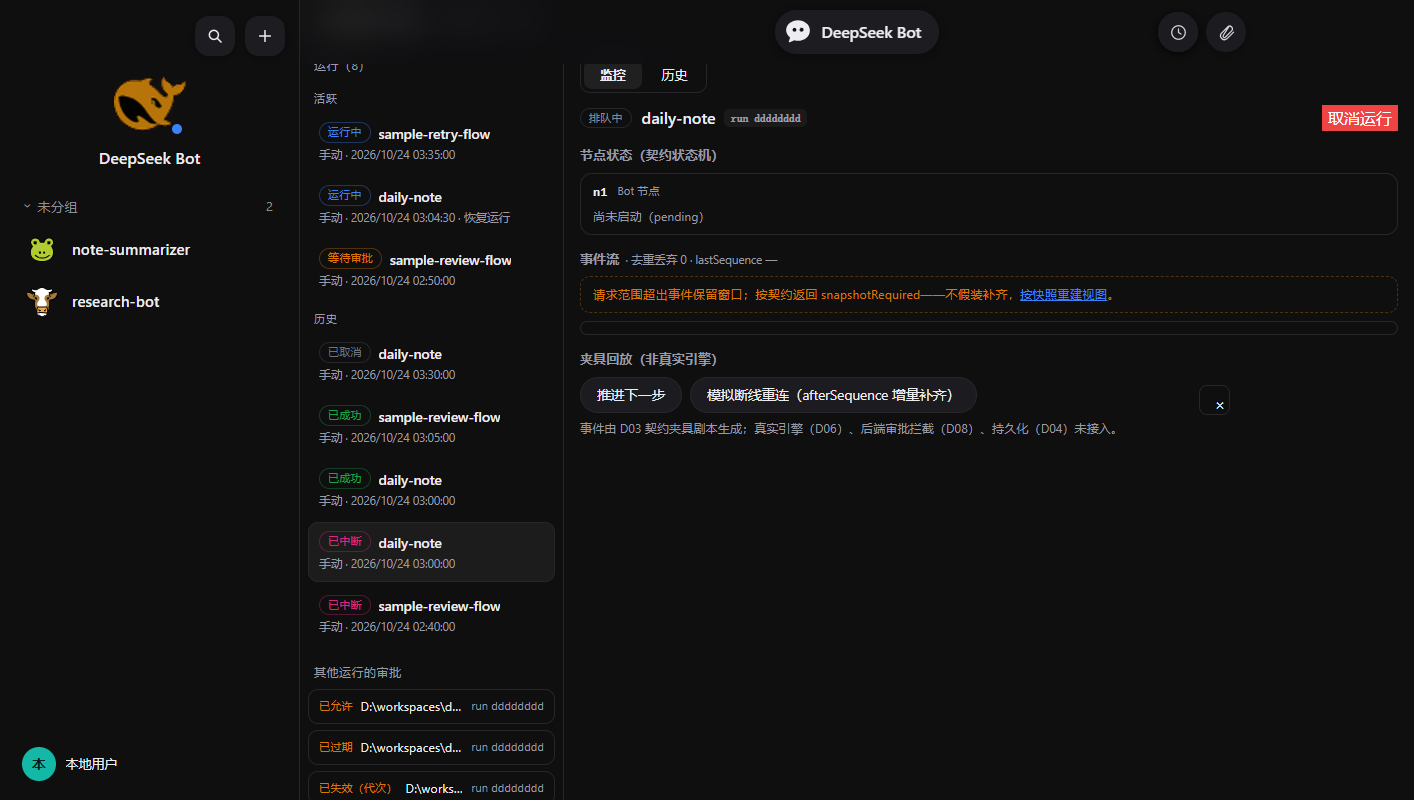 DeepSeek Bot
未分组 2
note-summarizer
research-bot
本
本地用户
运行（8）
活跃
运行中 sample-retry-flow
手动 · 2026/10/24 03:35:00
运行中 daily-note
手动 · 2026/10/24 03:04:30 · 恢复运行
等待审批 sample-review-flow
手动 · 2026/10/24 02:50:00
历史
已取消 daily-note
手动 · 2026/10/24 03:30:00
已成功 sample-review-flow
手动 · 2026/10/24 03:05:00
已成功 daily-note
手动 · 2026/10/24 03:00:00
已中断 daily-note
手动 · 2026/10/24 03:00:00
已中断 sample-review-flow
手动 · 2026/10/24 02:40:00
其他运行的审批
已允许 D:\workspaces\d... run dddddddd
已过期 D:\workspaces\d... run dddddddd
已失效（代次） D:\works... run dddddddd
DeepSeek Bot
监控 历史
排队中 daily-note run dddddddd
取消运行
节点状态（契约状态机）
n1 Bot 节点
尚未启动（pending）
事件流 · 去重丢弃 0 · lastSequence —
请求范围超出事件保留窗口；按契约返回 snapshotRequired——不假装补齐，按快照重建视图。
夹具回放（非真实引擎）
推进下一步 模拟断线重连（afterSequence 增量补齐）
×
事件由 D03 契约夹具剧本生成；真实引擎（D06）、后端审批拦截（D08）、持久化（D04）未接入。